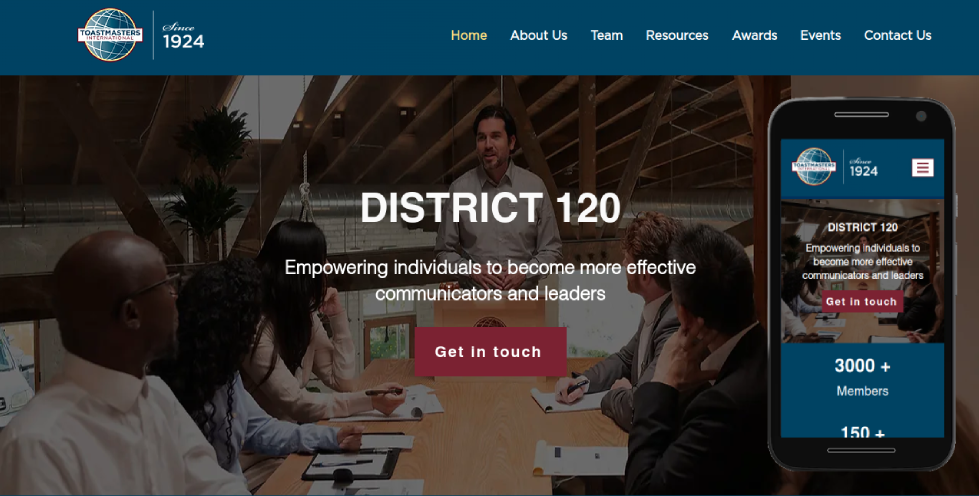 TOASTMASTERS
INTERNATIONAL
Since
1924
Home
About Us
Team
Resources
Awards
Events
Contact Us
DISTRICT 120
Empowering individuals to become more effective
communicators and leaders
Get in touch
TOASTMASTERS
Since
1924
DISTRICT 120
Empowering individuals to
become more effective
communicators and leaders
Get in touch
3000 +
Members
150 +